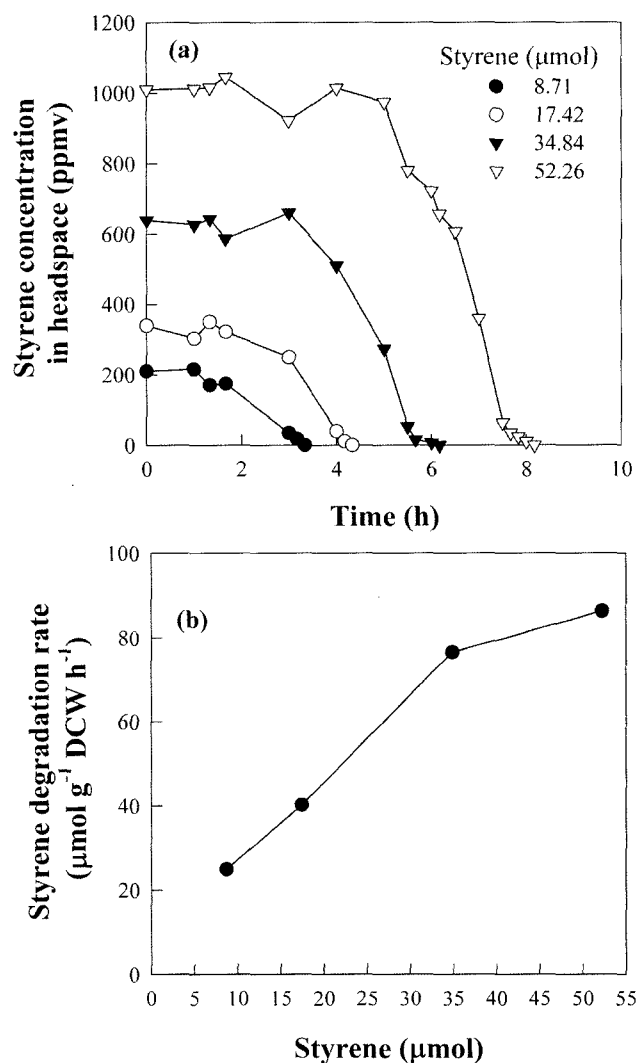 (a)
Styrene (μmol)
8.71
17.42
34.84
52.26
1200
1000
800
600
400
200
0
Styrene concentration
in headspace (ppmv)
0 2 4 6 8 10
Time (h)
(b)
100
80
60
40
20
0
Styrene degradation rate
(μmol g⁻¹ DCW h⁻¹)
0 5 10 15 20 25 30 35 40 45 50 55
Styrene (μmol)